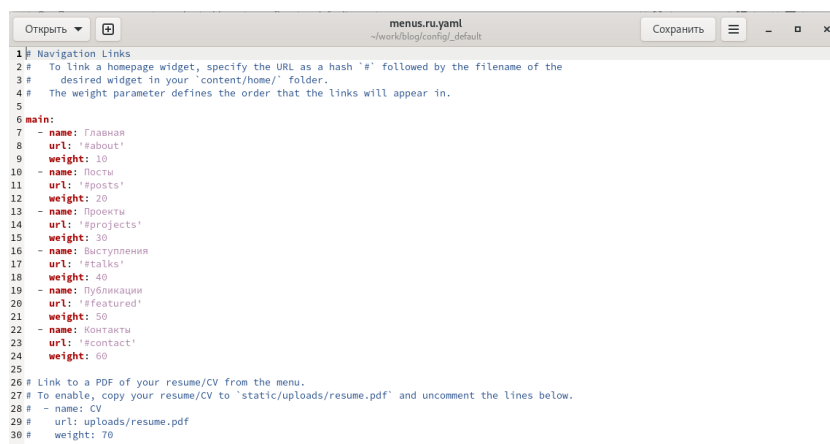 Открыть
menus.ru.yaml
~/work/blog/config/_default
Сохранить
1 # Navigation Links
2 #   To link a homepage widget, specify the URL as a hash `#` followed by the filename of the
3 #     desired widget in your `content/home/` folder.
4 #   The weight parameter defines the order that the links will appear in.
5
6 main:
7   - name: Главная
8     url: '#about'
9     weight: 10
10   - name: Посты
11     url: '#posts'
12     weight: 20
13   - name: Проекты
14     url: '#projects'
15     weight: 30
16   - name: Выступления
17     url: '#talks'
18     weight: 40
19   - name: Публикации
20     url: '#featured'
21     weight: 50
22   - name: Контакты
23     url: '#contact'
24     weight: 60
25
26 # Link to a PDF of your resume/CV from the menu.
27 # To enable, copy your resume/CV to `static/uploads/resume.pdf` and uncomment the lines below.
28 #  - name: CV
29 #    url: uploads/resume.pdf
30 #    weight: 70